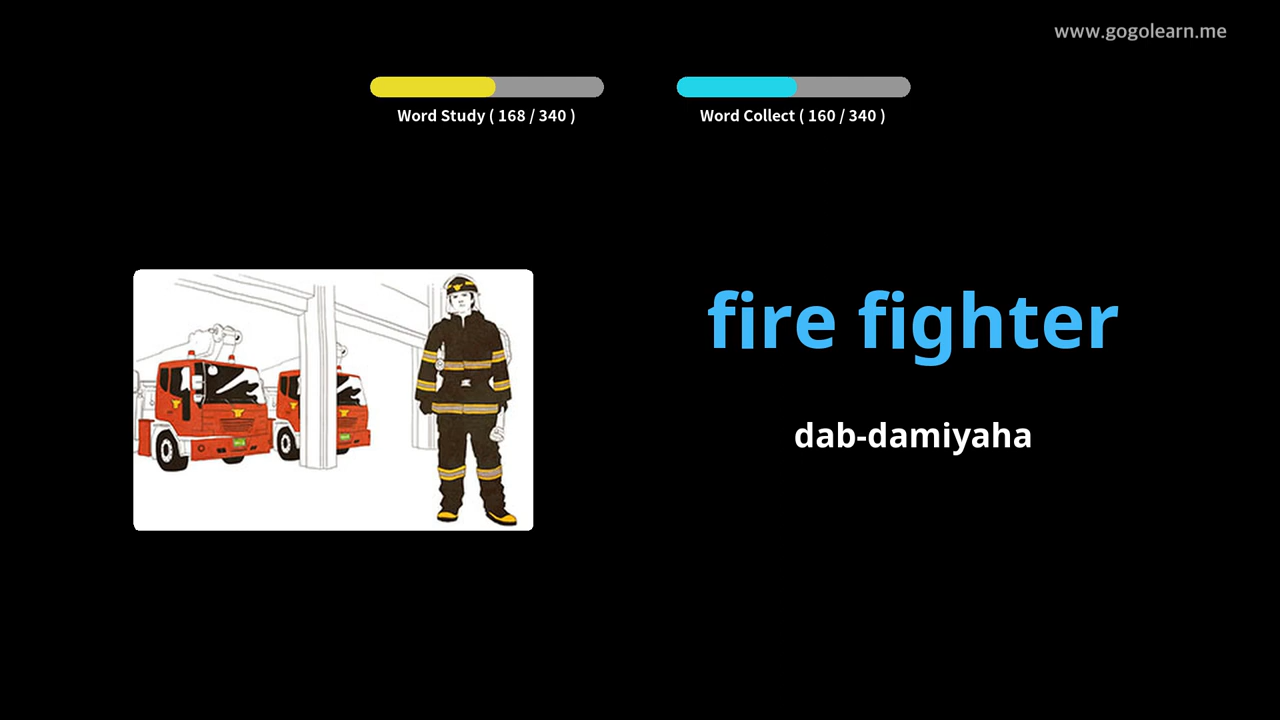 www.gogolearn.me
Word Study ( 168 / 340 )
Word Collect ( 160 / 340 )
fire fighter
dab-damiyaha